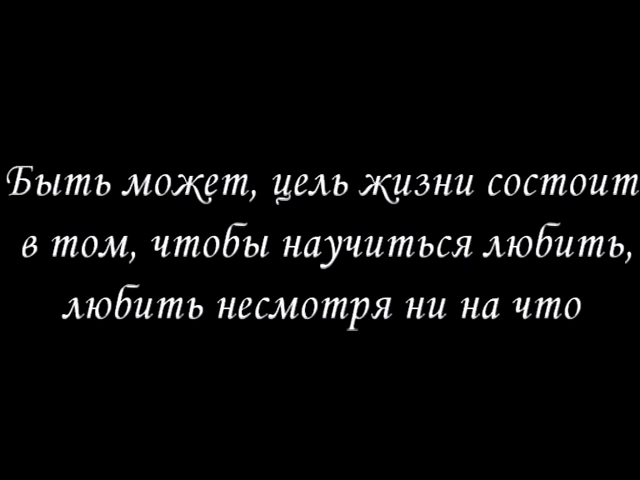 Быть может, цель жизни состоит
в том, чтобы научиться любить,
любить несмотря ни на что